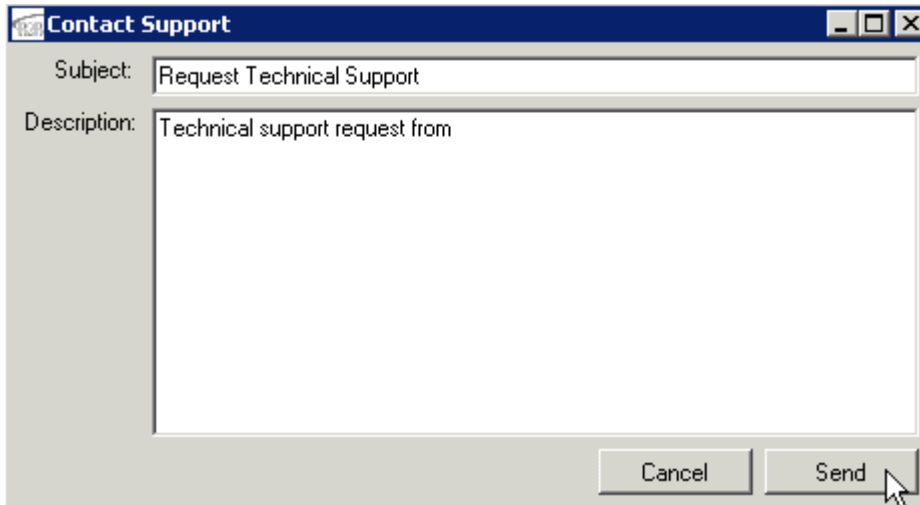 Contact Support
Subject: Request Technical Support
Description: Technical support request from
Cancel Send